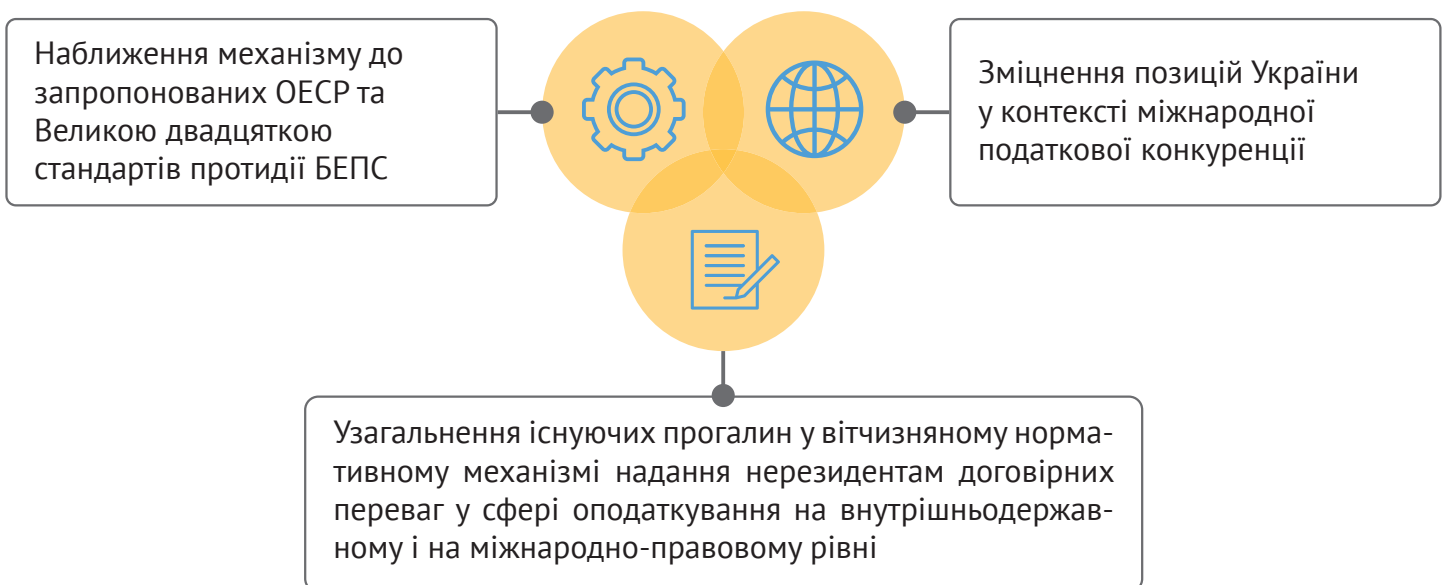 Наближення механізму до
запропонованих ОЕСР та
Великою двадцяткою
стандартів протидії БЕПС
Зміцнення позицій України
у контексті міжнародної
податкової конкуренції
Узагальнення існуючих прогалин у вітчизняному норма-
тивному механізмі надання нерезидентам договірних
переваг у сфері оподаткування на внутрішньодержав-
ному і на міжнародно-правовому рівні